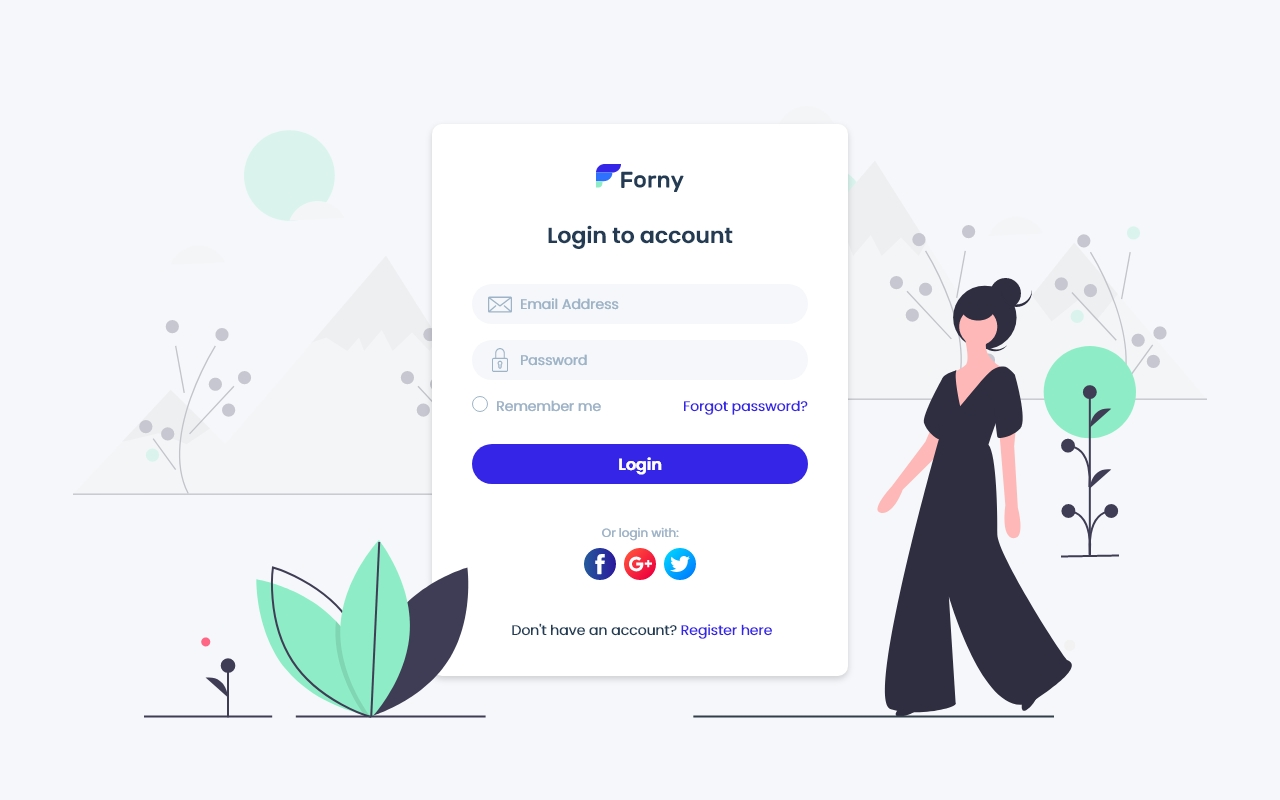 Forny
Login to account
Email Address
Password
Remember me Forgot password?
Login
Or login with:
f G+
Don't have an account? Register here